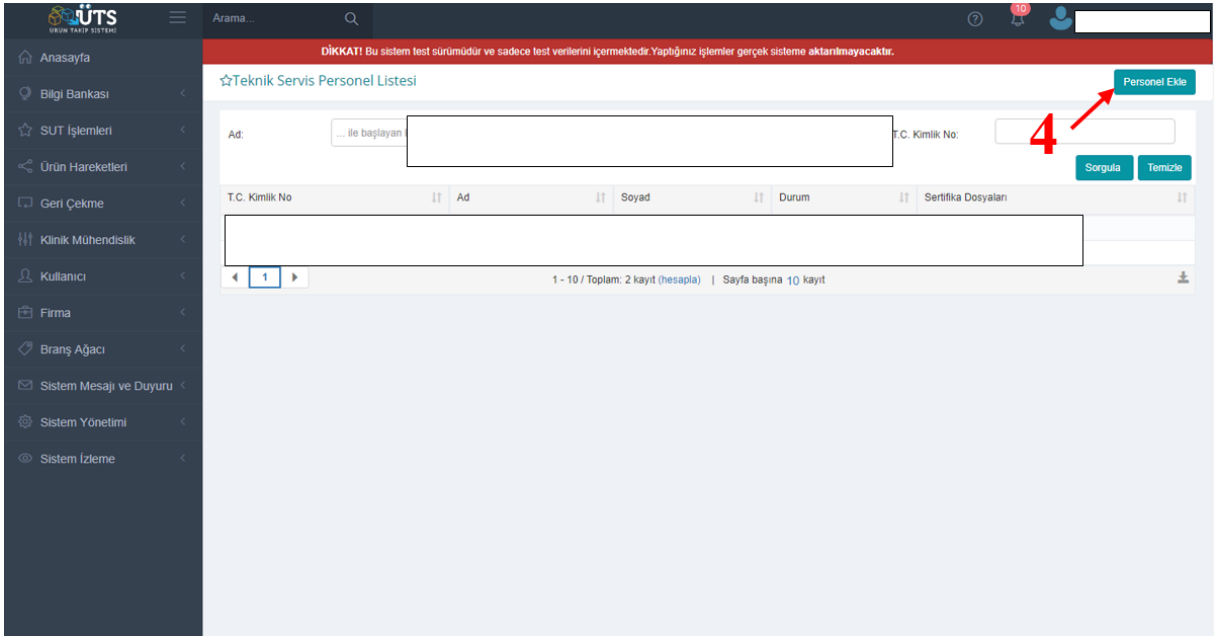 ÜTS
ÜRÜN TAKİP SİSTEMİ
Arama...
10
DİKKAT! Bu sistem test sürümüdür ve sadece test verilerini içermektedir.Yaptığınız işlemler gerçek sisteme aktarılmayacaktır.
Anasayfa
Bilgi Bankası
SUT İşlemleri
Ürün Hareketleri
Geri Çekme
Klinik Mühendislik
Kullanıcı
Firma
Branş Ağacı
Sistem Mesajı ve Duyuru
Sistem Yönetimi
Sistem İzleme
Teknik Servis Personel Listesi
Personel Ekle
4
Ad:
... ile başlayan
T.C. Kimlik No:
Sorgula
Temizle
T.C. Kimlik No
Ad
Soyad
Durum
Sertifika Dosyaları
1
1 - 10 / Toplam: 2 kayıt (hesapla) | Sayfa başına 10 kayıt